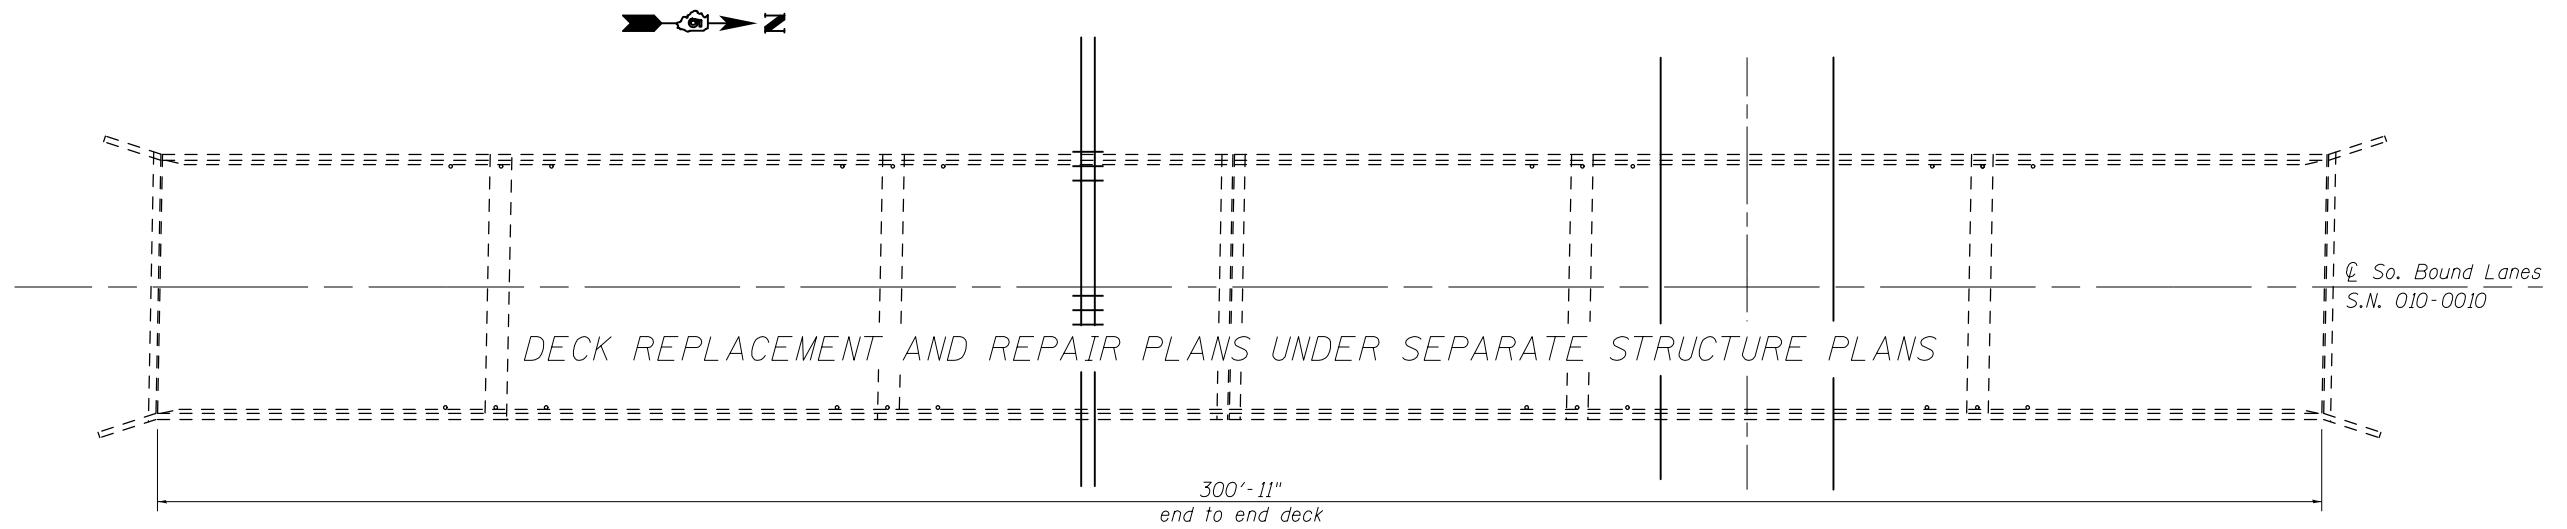 N
℄ So. Bound Lanes
S.N. 010-0010
DECK REPLACEMENT AND REPAIR PLANS UNDER SEPARATE STRUCTURE PLANS
300'-11"
end to end deck